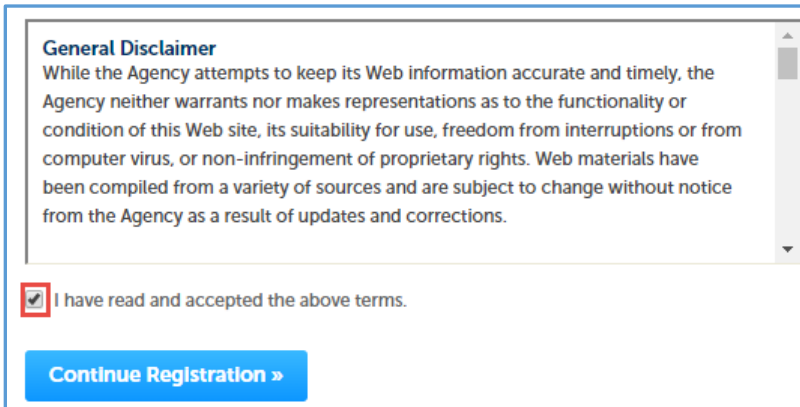 General Disclaimer
While the Agency attempts to keep its Web information accurate and timely, the
Agency neither warrants nor makes representations as to the functionality or
condition of this Web site, its suitability for use, freedom from interruptions or from
computer virus, or non-infringement of proprietary rights. Web materials have
been compiled from a variety of sources and are subject to change without notice
from the Agency as a result of updates and corrections.
I have read and accepted the above terms.
Continue Registration »